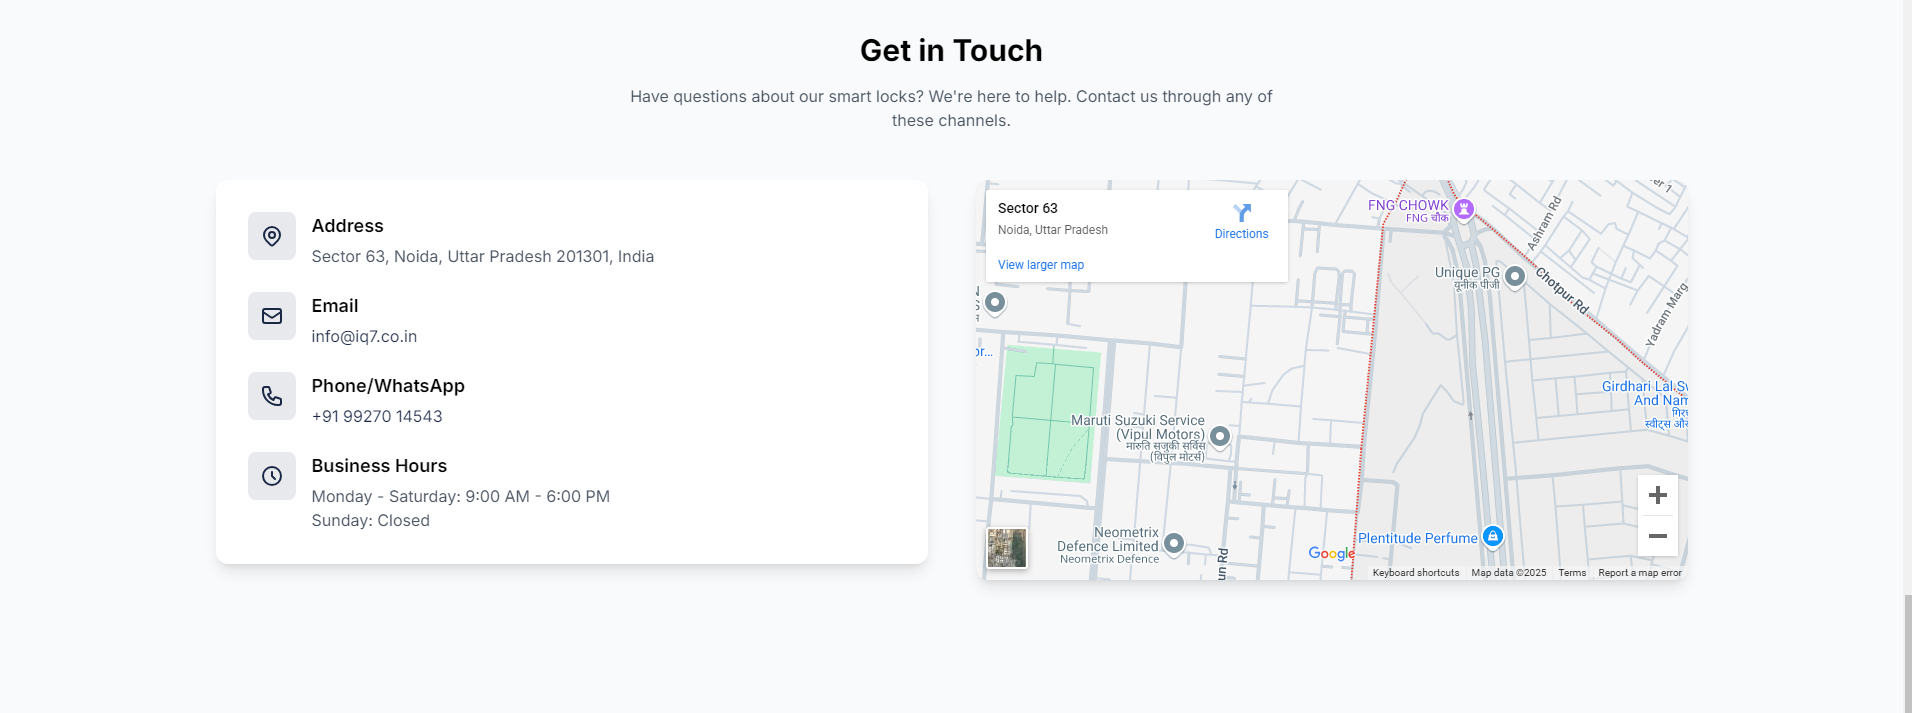 Get in Touch
Have questions about our smart locks? We're here to help. Contact us through any of
these channels.
Address
Sector 63, Noida, Uttar Pradesh 201301, India
Email
info@iq7.co.in
Phone/WhatsApp
+91 99270 14543
Business Hours
Monday - Saturday: 9:00 AM - 6:00 PM
Sunday: Closed
Sector 63
Noida, Uttar Pradesh
Directions
View larger map
FNG CHOWK
FNG चौक
Ashram Rd
Unique PG
यूनीक पीजी
Chotpur Rd
Yadram Marg
Girdhari Lal
And Nam
स्वीट्स
Maruti Suzuki Service
(Vipul Motors)
मारुति सुजुकी सर्विस
(विपुल मोटर्स)
Neometrix
Defence Limited
Neometrix Defence
un Rd
Plentitude Perfume
Google
Keyboard shortcuts
Map data ©2025
Terms
Report a map error